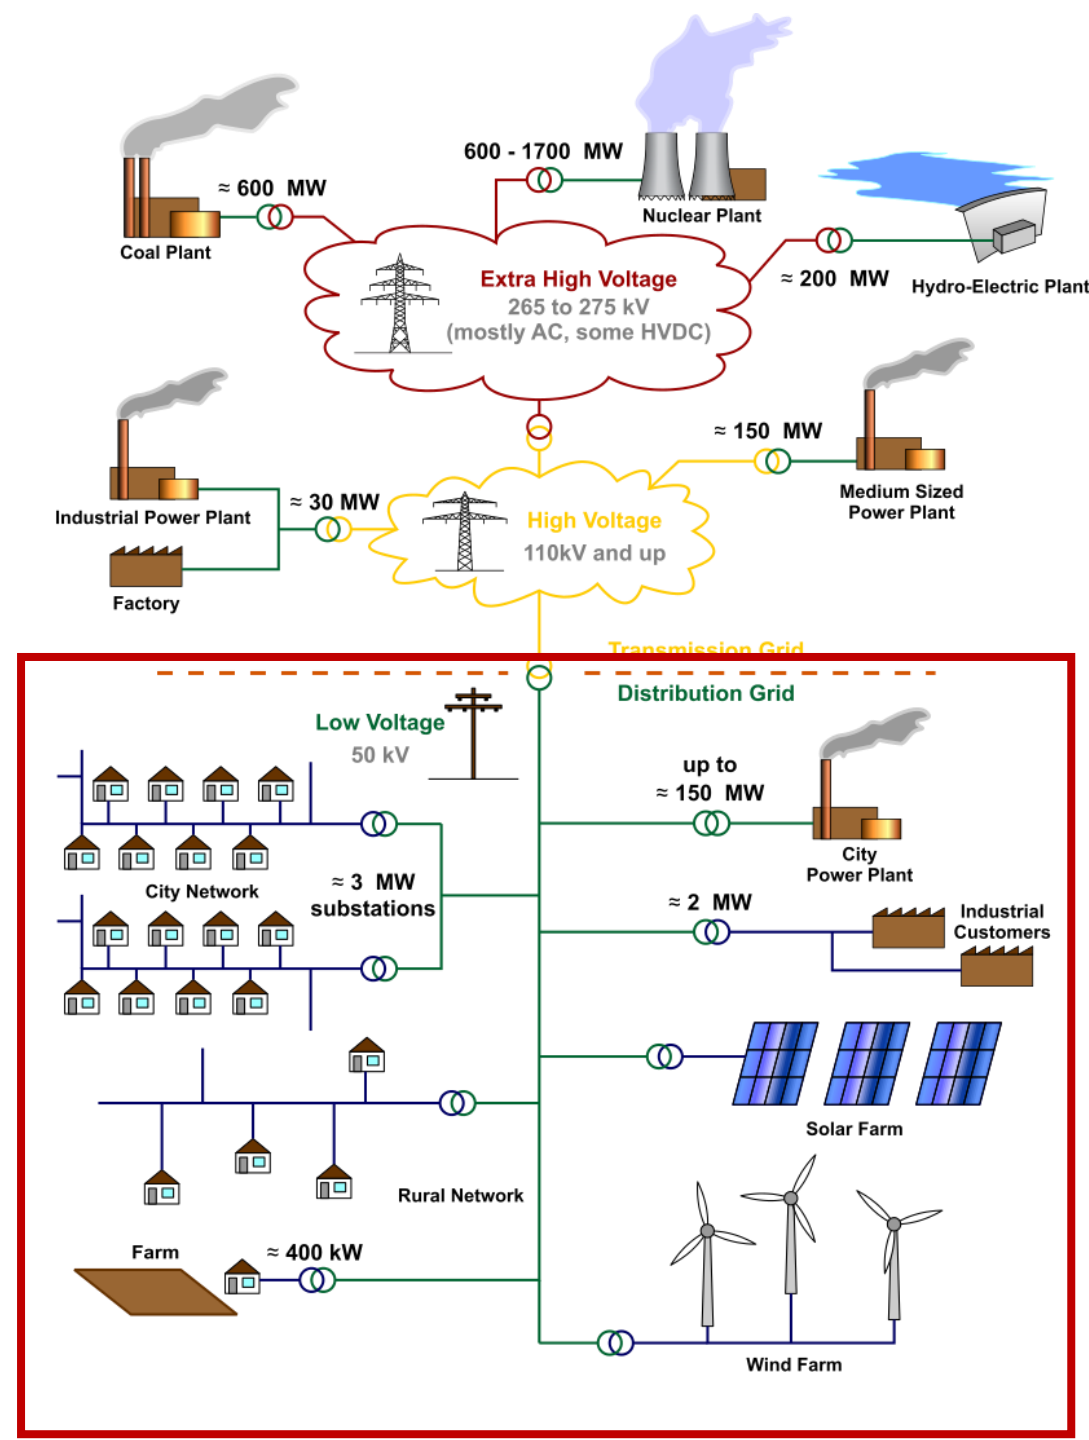 600 - 1700  MW
≈ 600  MW
Nuclear Plant
Coal Plant
Extra High Voltage
265 to 275 kV
(mostly AC, some HVDC)
≈ 200  MW
Hydro-Electric Plant
≈ 150  MW
Medium Sized
Power Plant
≈ 30 MW
Industrial Power Plant
High Voltage
110kV and up
Factory
Transmission Grid
Distribution Grid
Low Voltage
50 kV
up to
≈ 150  MW
City
Power Plant
City Network
≈ 3  MW
substations
≈ 2  MW
Industrial
Customers
Solar Farm
Rural Network
Farm
≈ 400 kW
Wind Farm